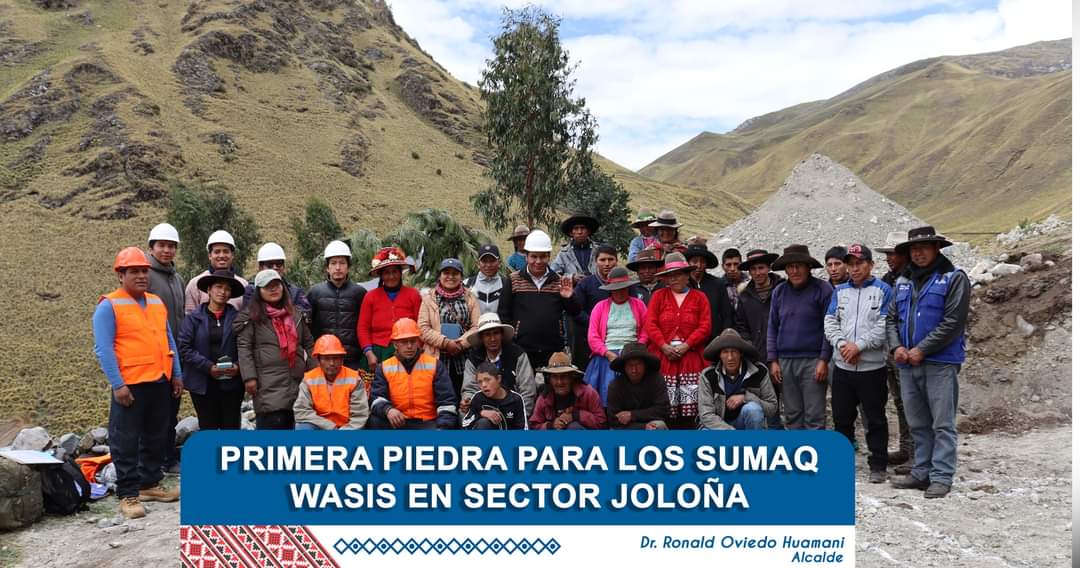 PRIMERA PIEDRA PARA LOS SUMAQ
WASIS EN SECTOR JOLOÑA
Dr. Ronald Oviedo Huamani
Alcalde